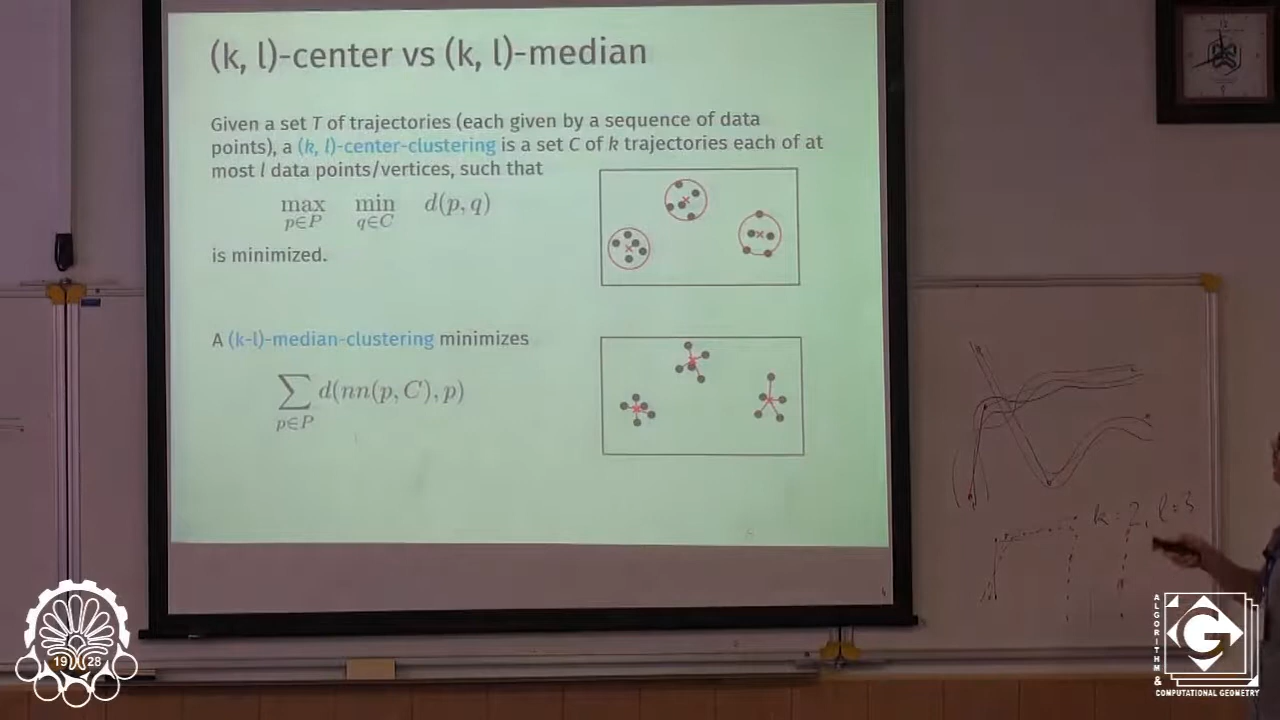 (k, l)-center vs (k, l)-median
Given a set T of trajectories (each given by a sequence of data
points), a (k, l)-center-clustering is a set C of k trajectories each of at
most l data points/vertices, such that
max min d(p, q)
p∈P q∈C
is minimized.
A (k-l)-median-clustering minimizes
∑ d(nn(p, C), p)
p∈P
k = 2, l = 3
19 28
ALGORITHM &
G
COMPUTATIONAL GEOMETRY